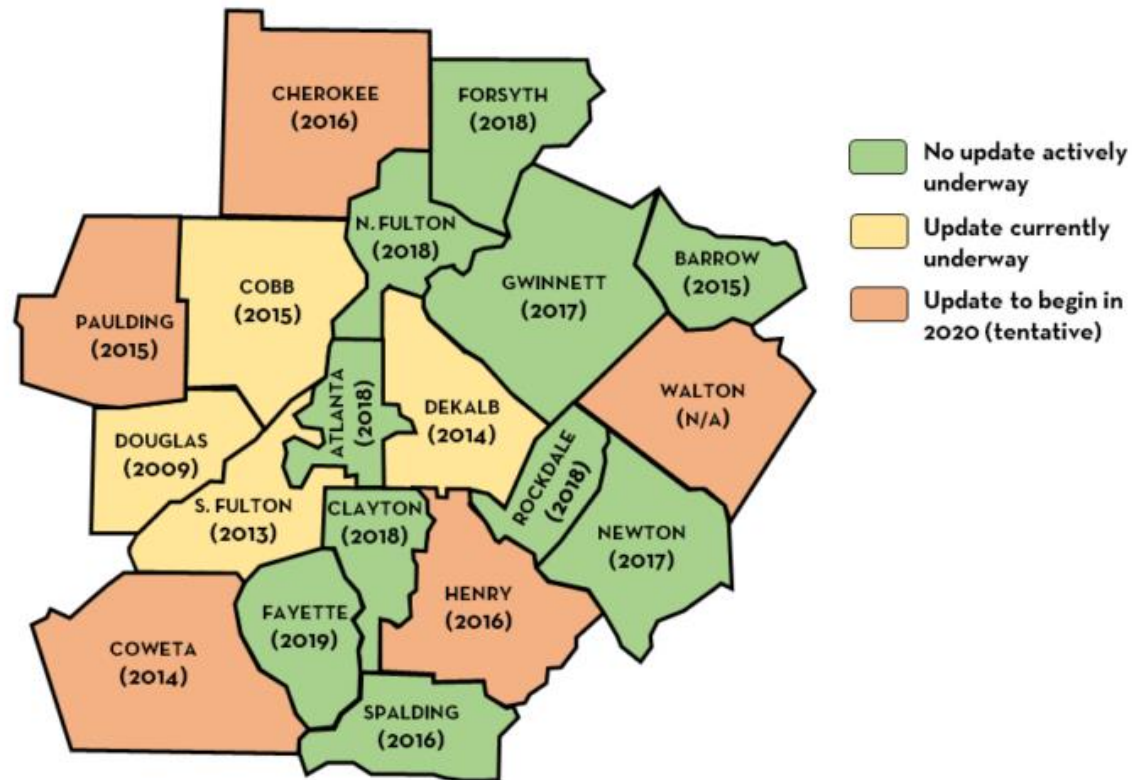 CHEROKEE
(2016)
FORSYTH
(2018)
N. FULTON
(2018)
BARROW
(2015)
GWINNETT
(2017)
COBB
(2015)
PAULDING
(2015)
WALTON
(N/A)
ATLANTA
(2018)
DEKALB
(2014)
DOUGLAS
(2009)
ROCKDALE
(2018)
S. FULTON
(2013)
CLAYTON
(2018)
NEWTON
(2017)
HENRY
(2016)
FAYETTE
(2019)
COWETA
(2014)
SPALDING
(2016)
No update actively
underway
Update currently
underway
Update to begin in
2020 (tentative)